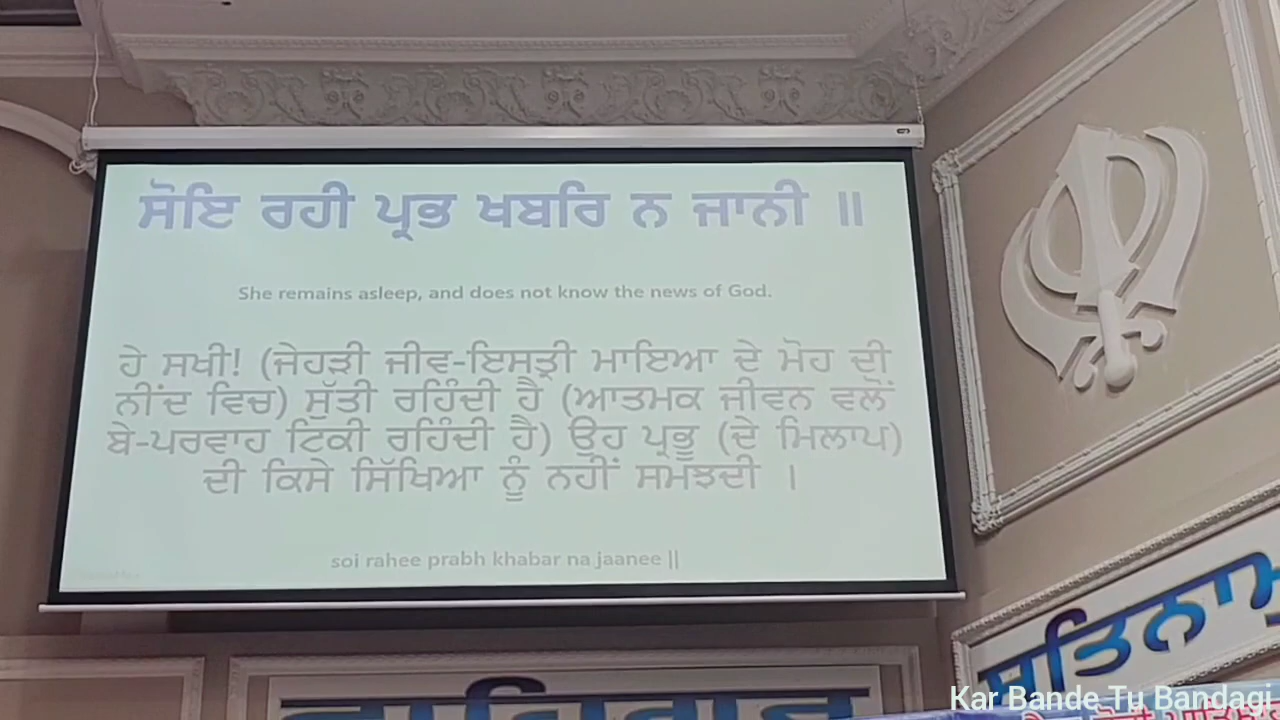 ਸੋਇ ਰਹੀ ਪ੍ਰਭ ਖਬਰਿ ਨ ਜਾਨੀ ॥
She remains asleep, and does not know the news of God.
ਹੇ ਸਖੀ! (ਜੇਹੜੀ ਜੀਵ-ਇਸਤ੍ਰੀ ਮਾਇਆ ਦੇ ਮੋਹ ਦੀ
ਨੀਂਦ ਵਿਚ) ਸੁੱਤੀ ਰਹਿੰਦੀ ਹੈ (ਆਤਮਕ ਜੀਵਨ ਵਲੋਂ
ਬੇ-ਪਰਵਾਹ ਟਿਕੀ ਰਹਿੰਦੀ ਹੈ) ਉਹ ਪ੍ਰਭੂ (ਦੇ ਮਿਲਾਪ)
ਦੀ ਕਿਸੇ ਸਿੱਖਿਆ ਨੂੰ ਨਹੀਂ ਸਮਝਦੀ ।
soi rahee prabh khabar na jaanee ||
ਸਤਿਨਾਮੁ
Kar Bande Tu Bandagi